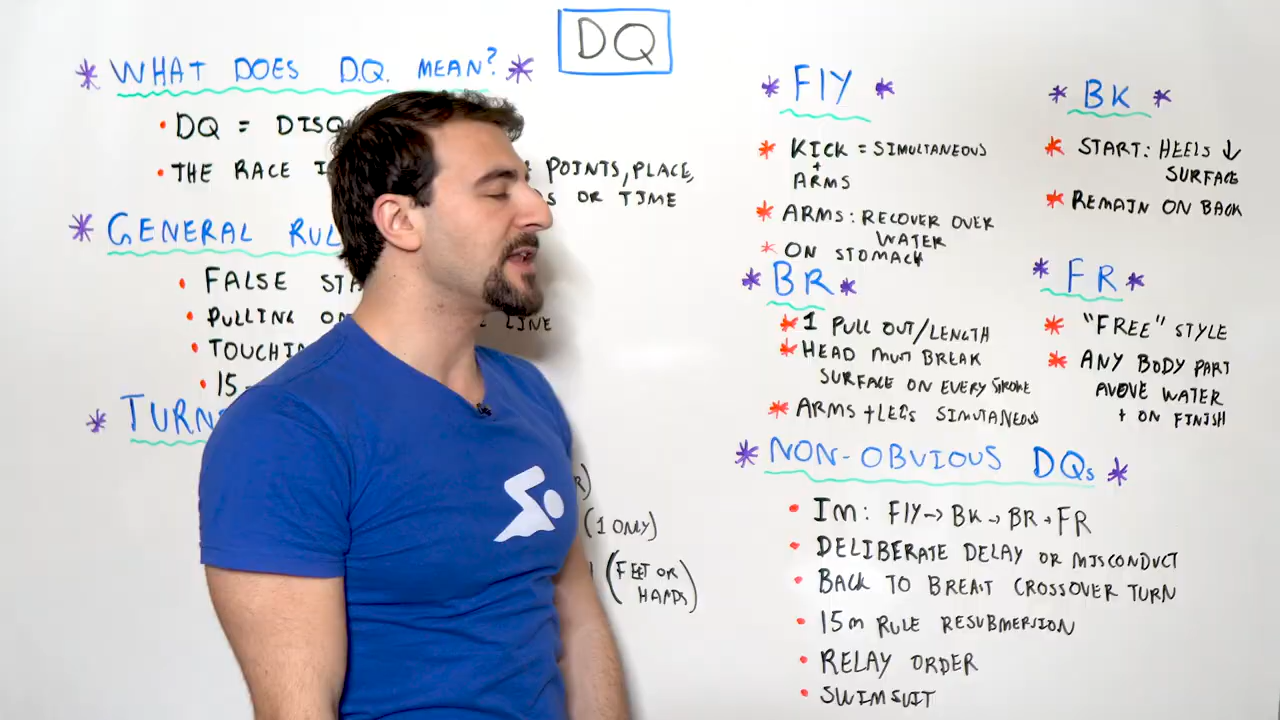 DQ
* WHAT DOES D.Q. MEAN? *
• DQ = DISQ
• THE RACE I POINTS, PLACE,
S OR TIME
* GENERAL RUL
• FALSE STA
• PULLING ON LINE
• TOUCHIN
• 15-
* TURN
R)
(1 ONLY)
(FEET OR
HANDS)
* FLY *
* KICK = SIMULTANEOUS
+
ARMS
* ARMS: RECOVER OVER
WATER
* ON STOMACH
* BK *
* START: HEELS ↓
SURFACE
* REMAIN ON BACK
* BR *
* 1 PULL OUT/LENGTH
* HEAD MUST BREAK
SURFACE ON EVERY STROKE
* ARMS + LEGS SIMUTANEOUS
* FR *
* "FREE" STYLE
* ANY BODY PART
ABOVE WATER
+ ON FINISH
* NON-OBVIOUS DQs *
• IM: FLY → BK → BR → FR
• DELIBERATE DELAY OR MISCONDUCT
• BACK TO BREAST CROSSOVER TURN
• 15m RULE RESUBMERSION
• RELAY ORDER
• SWIMSUIT